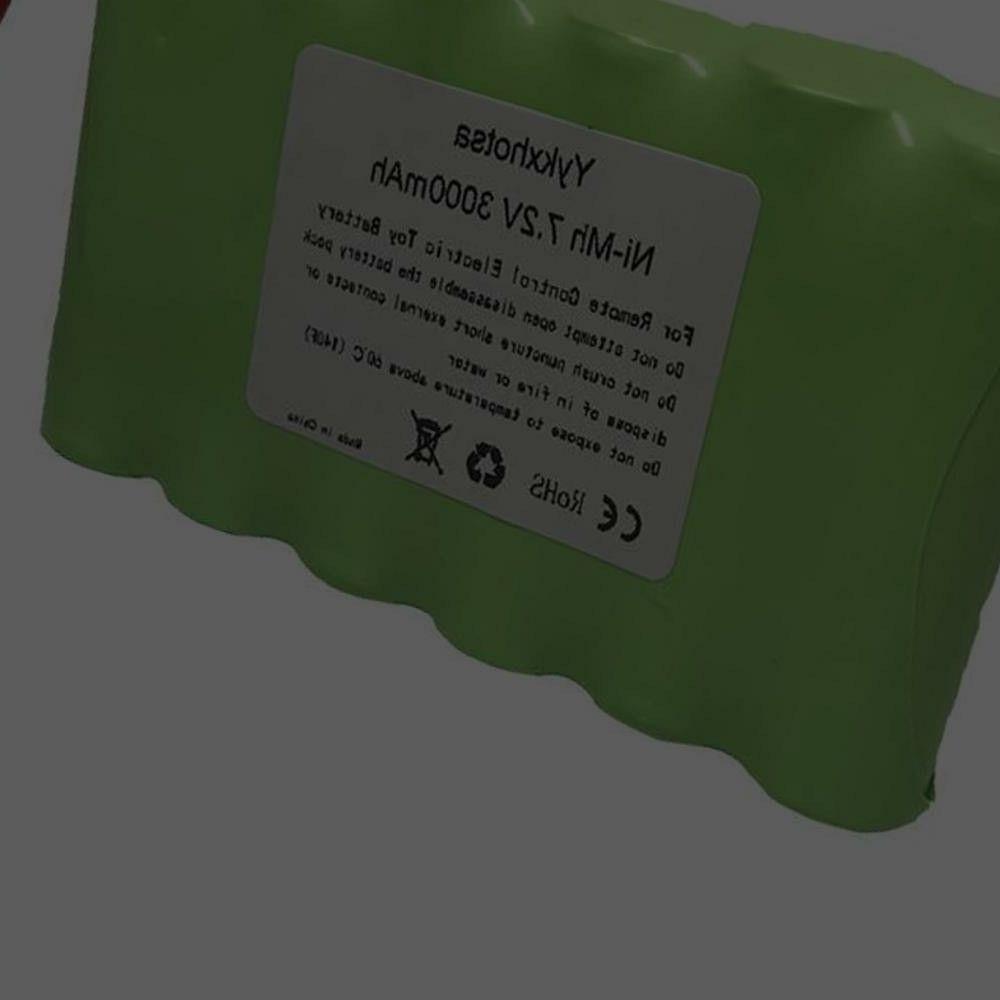 Yykxhotsa
Ni-Mh 7.2V 3000mAh
For Remote Control Electric Toy Battery
Do not attempt open disassemble the battery pack
Do not crush puncture short exernal contacts or
dispose of in fire or water
Do not expose to temperature above 60℃ (140F)
CE RoHS
Made in China